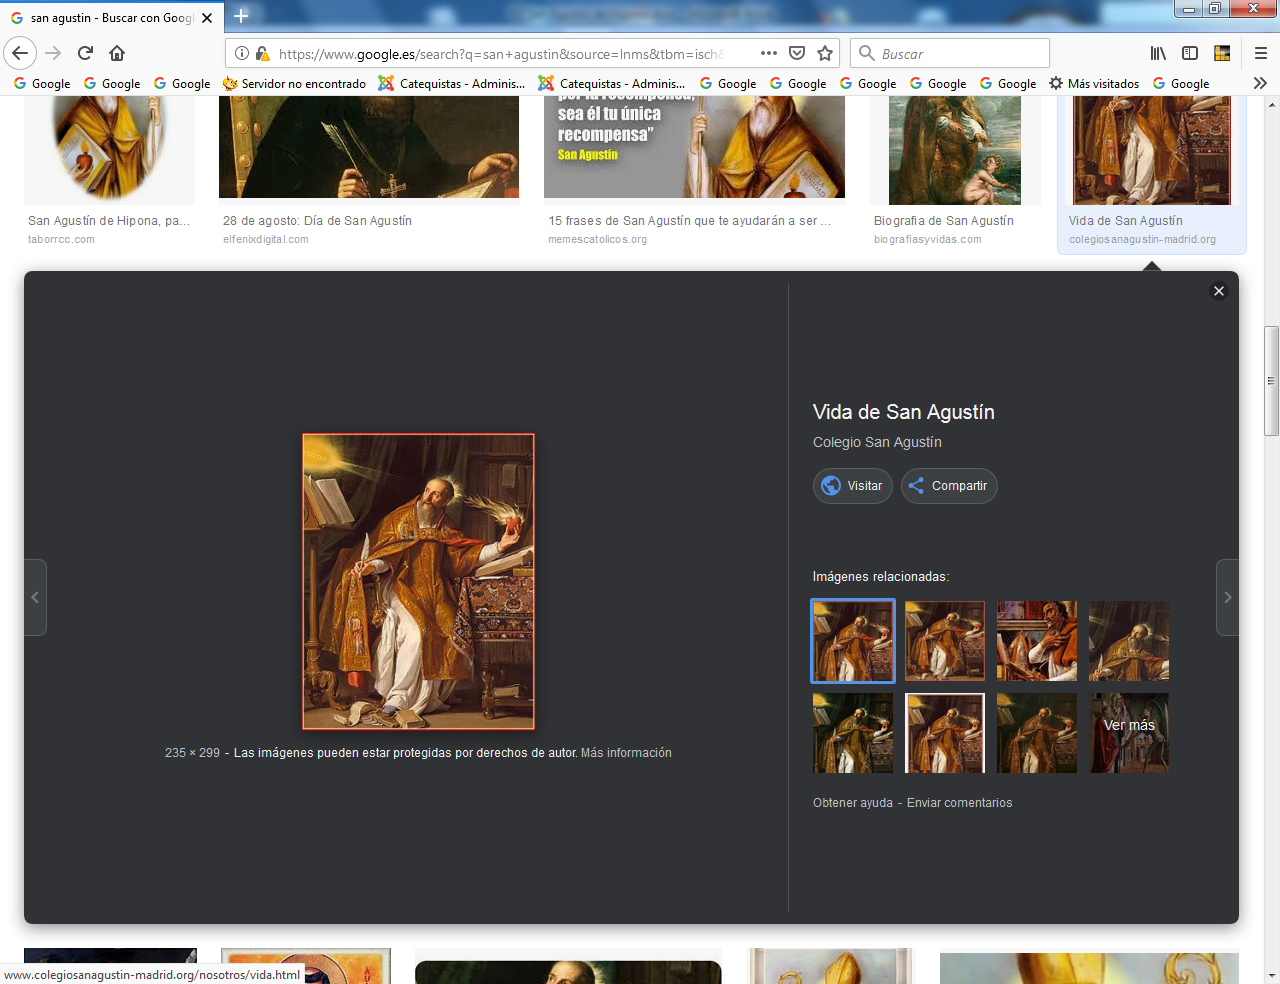 san agustin - Buscar con Googl
https://www.google.es/search?q=san+agustin&source=lnms&tbm=isch&
Buscar
Google
Google
Google
Servidor no encontrado
Catequistas - Adminis...
Catequistas - Adminis...
Google
Google
Google
Google
Google
Más visitados
Google
por tu recompensa,
sea él tu única
recompensa”
San Agustín
TRINIDAD
San Agustín de Hipona, pa...
taborrcc.com
28 de agosto: Día de San Agustín
elfenixdigital.com
15 frases de San Agustín que te ayudarán a ser ...
memescatolicos.org
Biografia de San Agustín
biografiasyvidas.com
Vida de San Agustín
colegiosanagustin-madrid.org
Vida de San Agustín
Colegio San Agustín
Visitar
Compartir
Imágenes relacionadas:
Ver más
235 × 299 - Las imágenes pueden estar protegidas por derechos de autor. Más información
Obtener ayuda - Enviar comentarios
www.colegiosanagustin-madrid.org/nosotros/vida.html